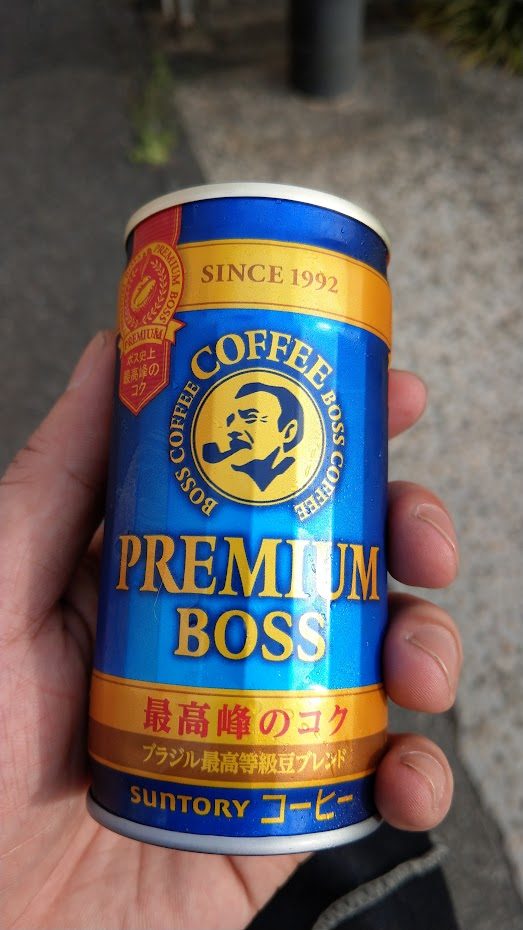 SINCE 1992
PREMIUM BOSS
PREMIUM
ボス史上
最高峰の
コク
COFFEE
BOSS COFFEE
BOSS COFFEE
PREMIUM
BOSS
最高峰のコク
ブラジル最高等級豆ブレンド
SUNTORY コーヒー